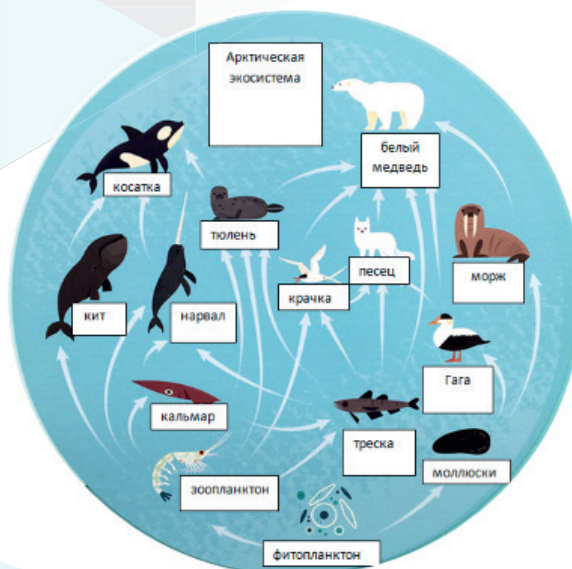 Арктическая
экосистема
белый
медведь
косатка
тюлень
песец
морж
крачка
кит
нарвал
Гага
кальмар
треска
моллюски
зоопланктон
фитопланктон